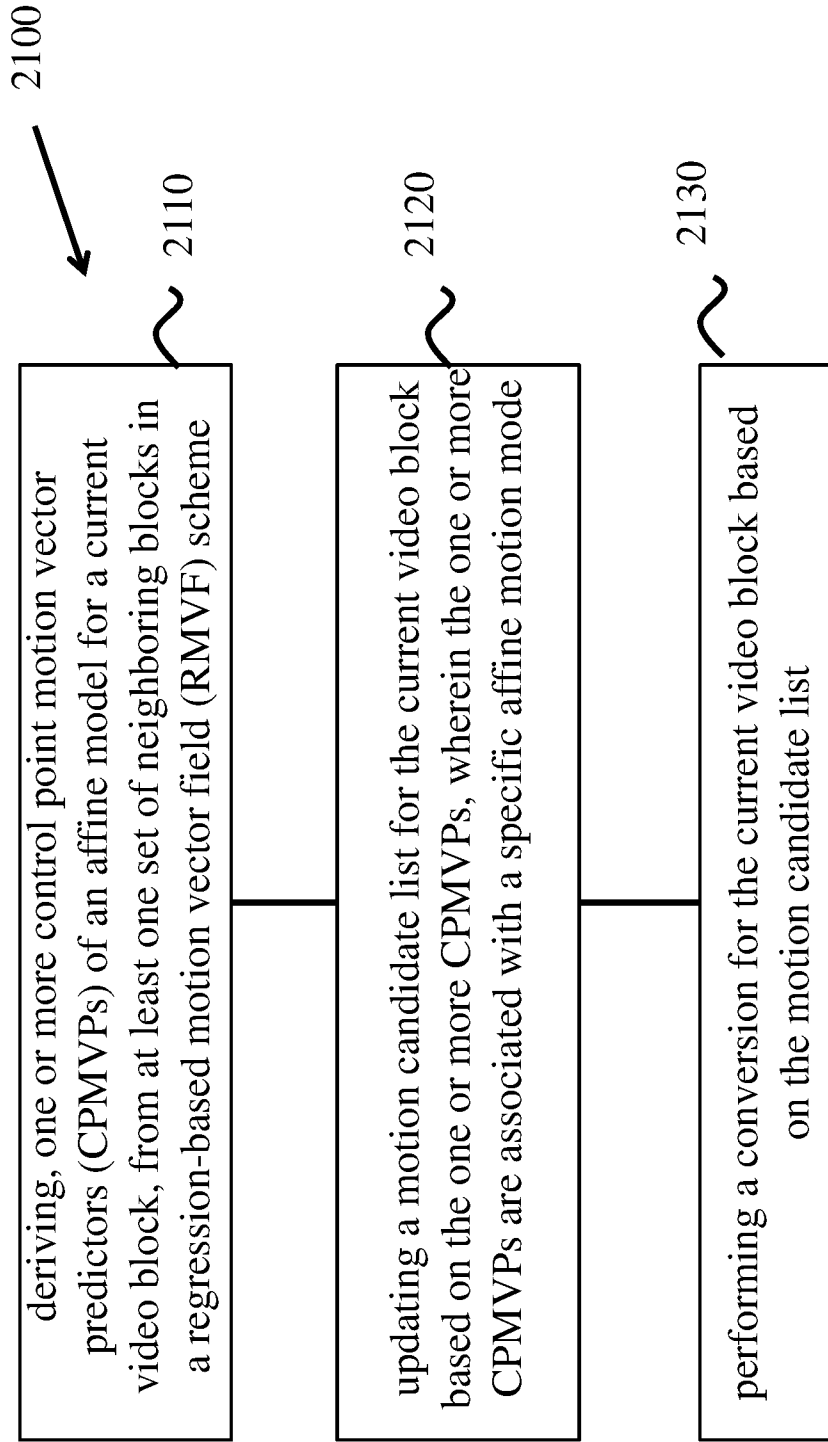 2100
deriving, one or more control point motion vector
predictors (CPMVPs) of an affine model for a current
video block, from at least one set of neighboring blocks in
a regression-based motion vector field (RMVF) scheme
2110
updating a motion candidate list for the current video block
based on the one or more CPMVPs, wherein the one or more
CPMVPs are associated with a specific affine motion mode
2120
performing a conversion for the current video block based
on the motion candidate list
2130